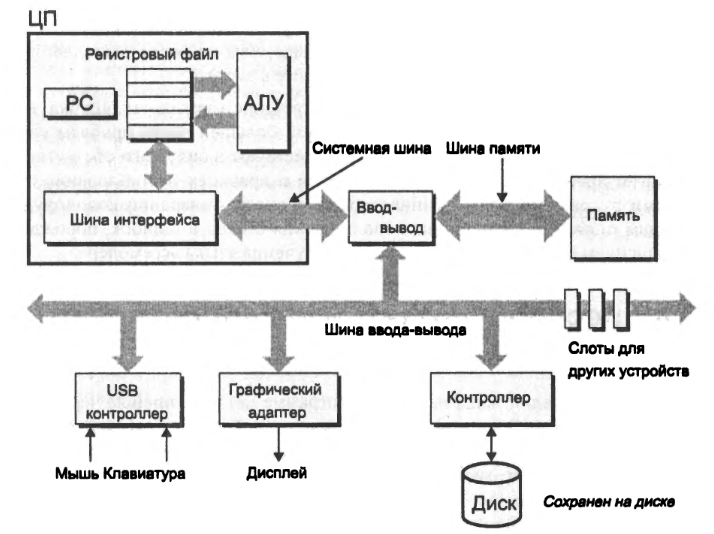 ЦП
Регистровый файл
PC
АЛУ
Системная шина
Шина памяти
Шина интерфейса
Ввод-
вывод
Память
Шина ввода-вывода
Слоты для
других устройств
USB
контроллер
Графический
адаптер
Контроллер
Мышь Клавиатура
Дисплей
Диск
Сохранен на диске